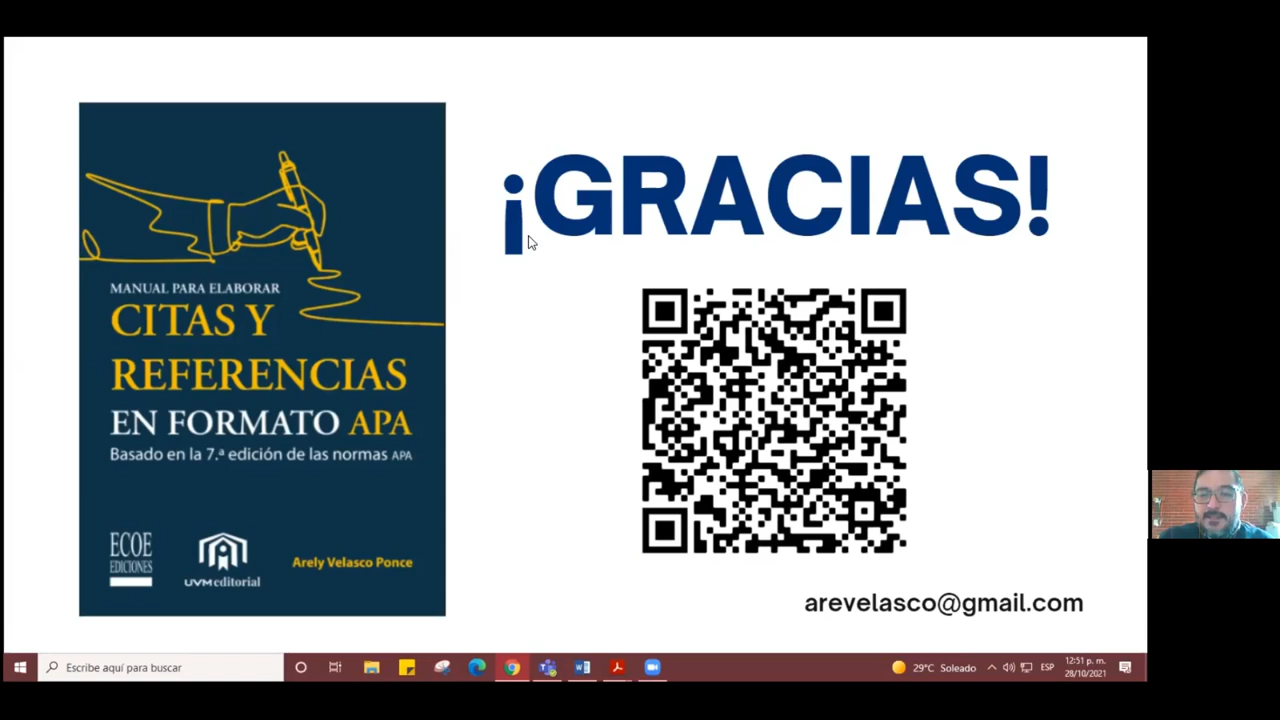 ¡GRACIAS!
MANUAL PARA ELABORAR
CITAS Y
REFERENCIAS
EN FORMATO APA
Basado en la 7.ª edición de las normas APA
ECOE
EDICIONES
UVM editorial
Arely Velasco Ponce
arevelasco@gmail.com
Escribe aquí para buscar
29°C Soleado
ESP
12:51 p. m.
28/10/2021